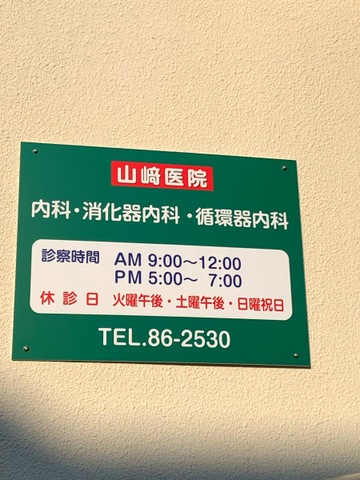 山﨑医院
内科・消化器内科・循環器内科
診察時間 AM 9:00～12:00
PM 5:00～ 7:00
休診日 火曜午後・土曜午後・日曜祝日
TEL.86-2530